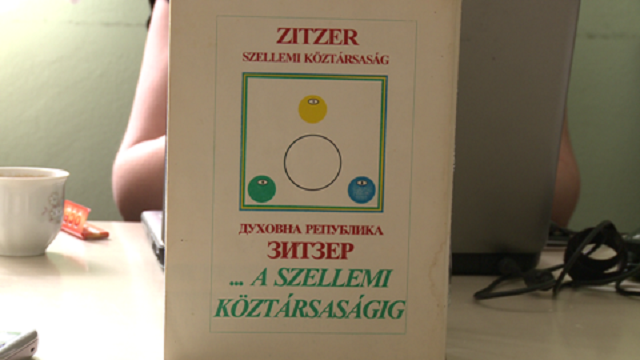 ZITZER
SZELLEMI KÖZTÁRSASÁG
ДУХОВНА РЕПУБЛИКА
ЗИТЗЕР
... A SZELLEMI
KÖZTÁRSASÁGIG